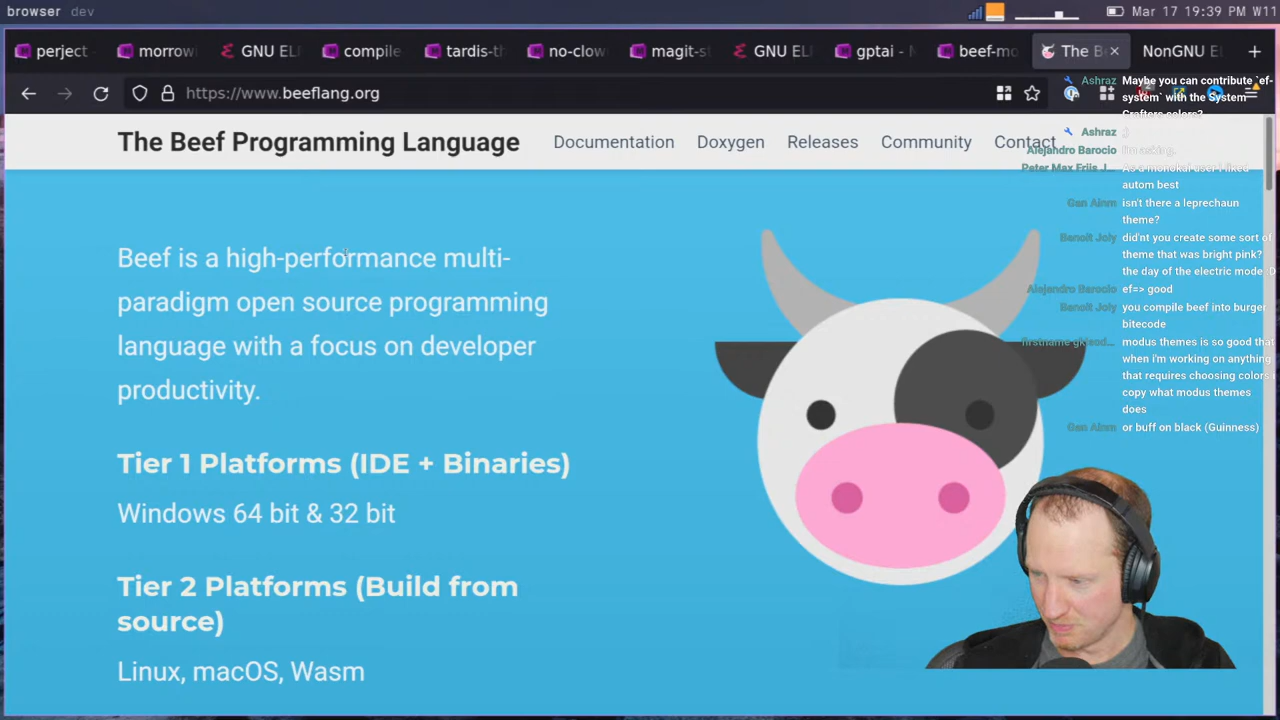 browser dev
Mar 17 19:39 W11
perject
morrow
GNU EL
compile
tardis-th
no-clow
magit-s
GNU EL
gptai - N
beef-mo
The B
NonGNU EL
https://www.beeflang.org
The Beef Programming Language
Documentation
Doxygen
Releases
Community
Contact
Beef is a high-performance multi-
paradigm open source programming
language with a focus on developer
productivity.
Tier 1 Platforms (IDE + Binaries)
Windows 64 bit & 32 bit
Tier 2 Platforms (Build from
source)
Linux, macOS, Wasm
Ashraz Maybe you can contribute `ef-
system` with the System
Crafters colors?
Ashraz ;)
Alejandro Barocio I'm asking..
Peter Max Friis J... As a monokai-user I liked
autom best
Gen Ainm isn't there a leprechaun
theme?
Benoit Joly did'nt you create some sort of
theme that was bright pink?
the day of the electric mode :D
Alejandro Barocio ef=> good
Benoit Joly you compile beef into burger
bitecode
modus themes is so good that
when i'm working on anything
that requires choosing colors i
copy what modus themes
does
Gen Ainm or buff on black (Guinness)